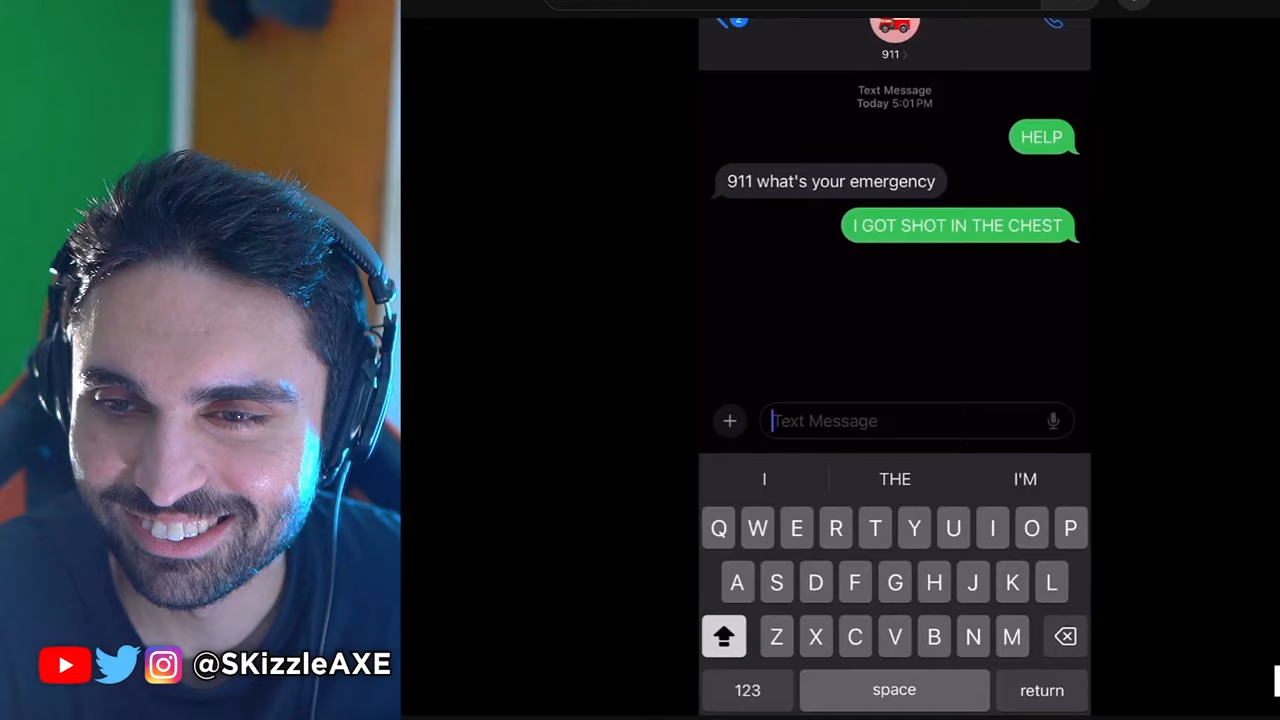 2
911
Text Message
Today 5:01 PM
HELP
911 what's your emergency
I GOT SHOT IN THE CHEST
Text Message
I THE I'M
Q W E R T Y U I O P
A S D F G H J K L
Z X C V B N M
123 space return
@SKizzleAXE